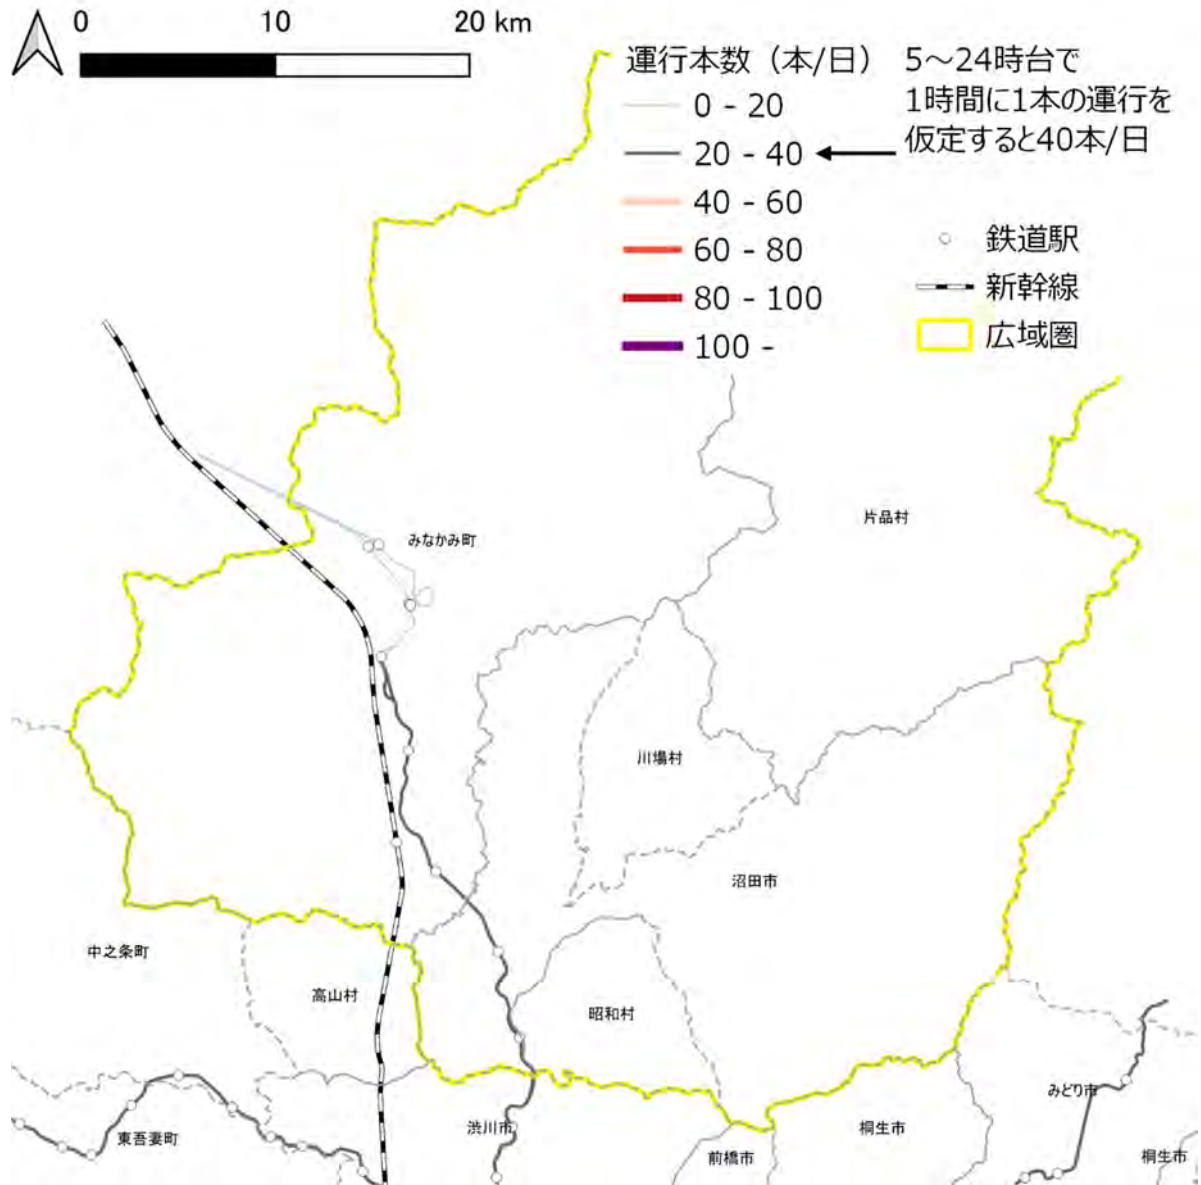 0 10 20 km
運行本数（本/日）
0 - 20
20 - 40
40 - 60
60 - 80
80 - 100
100 -
5～24時台で
1時間に1本の運行を
仮定すると40本/日
鉄道駅
新幹線
広域圏
みなかみ町
片品村
川場村
沼田市
中之条町
高山村
昭和村
みどり市
東吾妻町
渋川市
前橋市
桐生市
桐生市